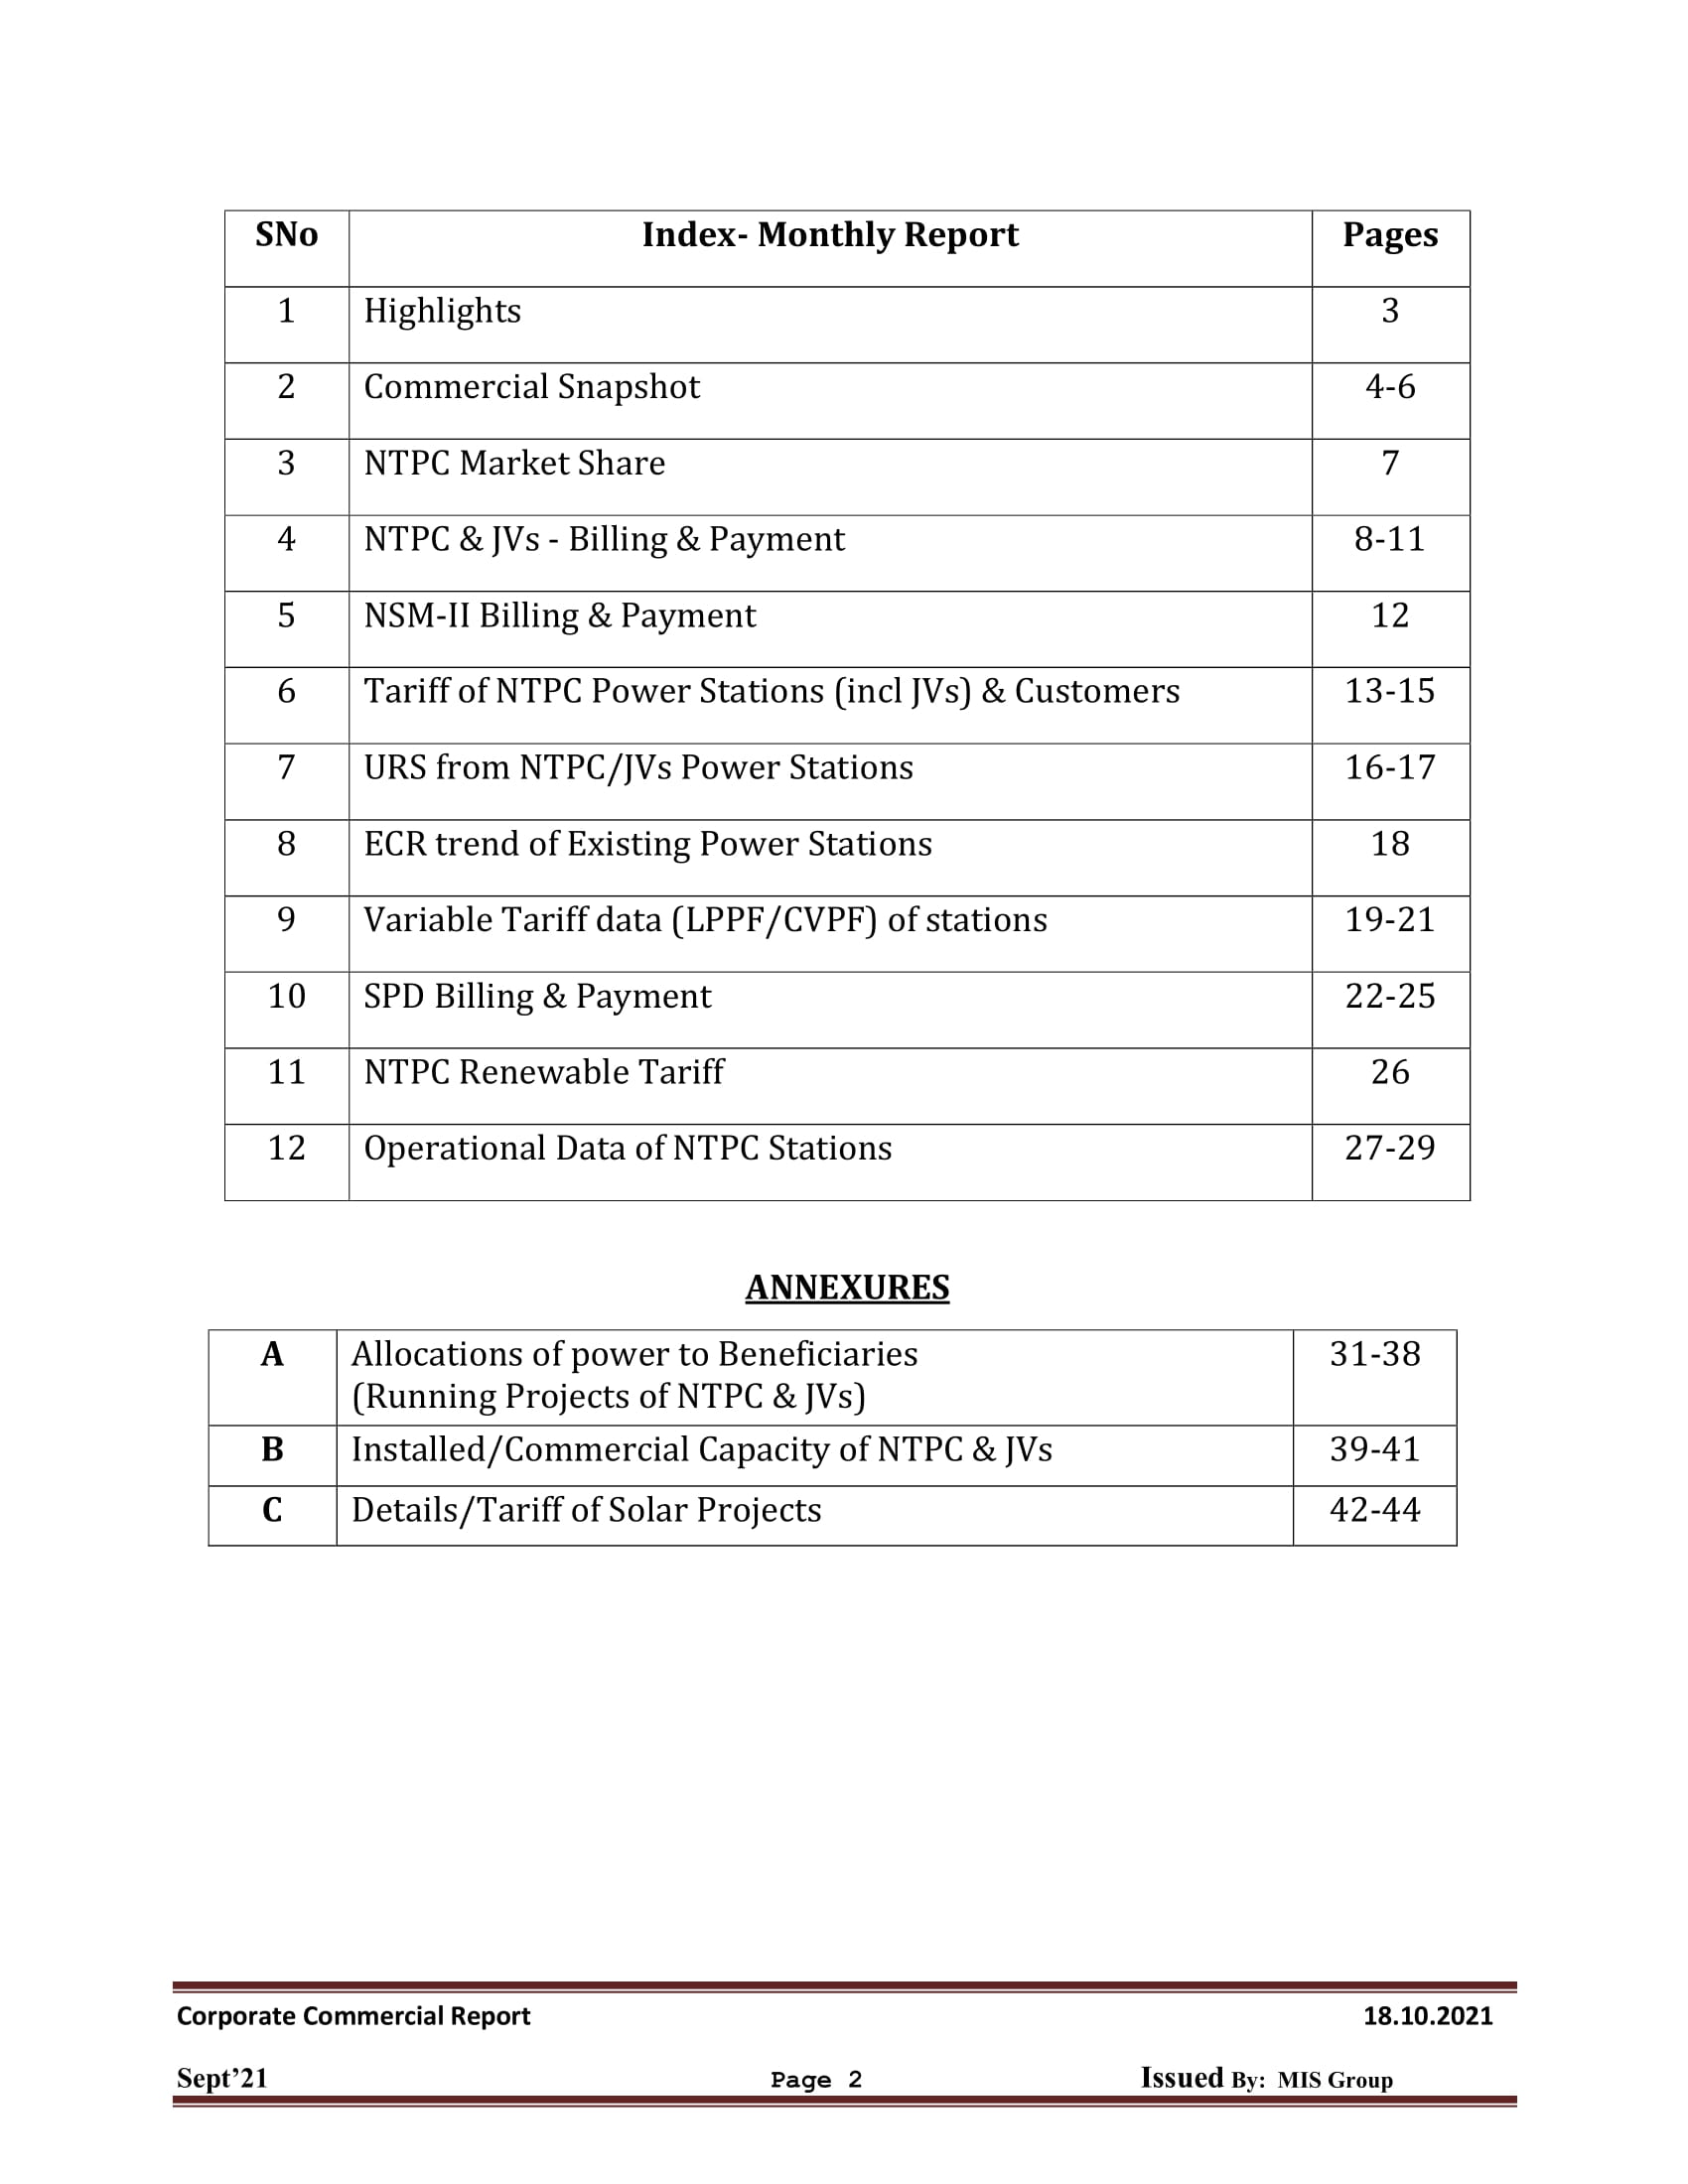 SNo Index- Monthly Report Pages
1 Highlights 3
2 Commercial Snapshot 4-6
3 NTPC Market Share 7
4 NTPC & JVs - Billing & Payment 8-11
5 NSM-II Billing & Payment 12
6 Tariff of NTPC Power Stations (incl JVs) & Customers 13-15
7 URS from NTPC/JVs Power Stations 16-17
8 ECR trend of Existing Power Stations 18
9 Variable Tariff data (LPPF/CVPF) of stations 19-21
10 SPD Billing & Payment 22-25
11 NTPC Renewable Tariff 26
12 Operational Data of NTPC Stations 27-29
ANNEXURES
A Allocations of power to Beneficiaries 31-38
(Running Projects of NTPC & JVs)
B Installed/Commercial Capacity of NTPC & JVs 39-41
C Details/Tariff of Solar Projects 42-44
Corporate Commercial Report 18.10.2021
Sept’21 Page 2 Issued By: MIS Group